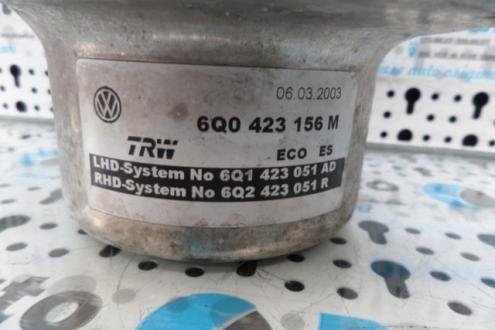 06.03.2003
6Q0 423 156 M
TRW
ECO ES
LHD-System No 6Q1 423 051 AD
RHD-System No 6Q2 423 051 R